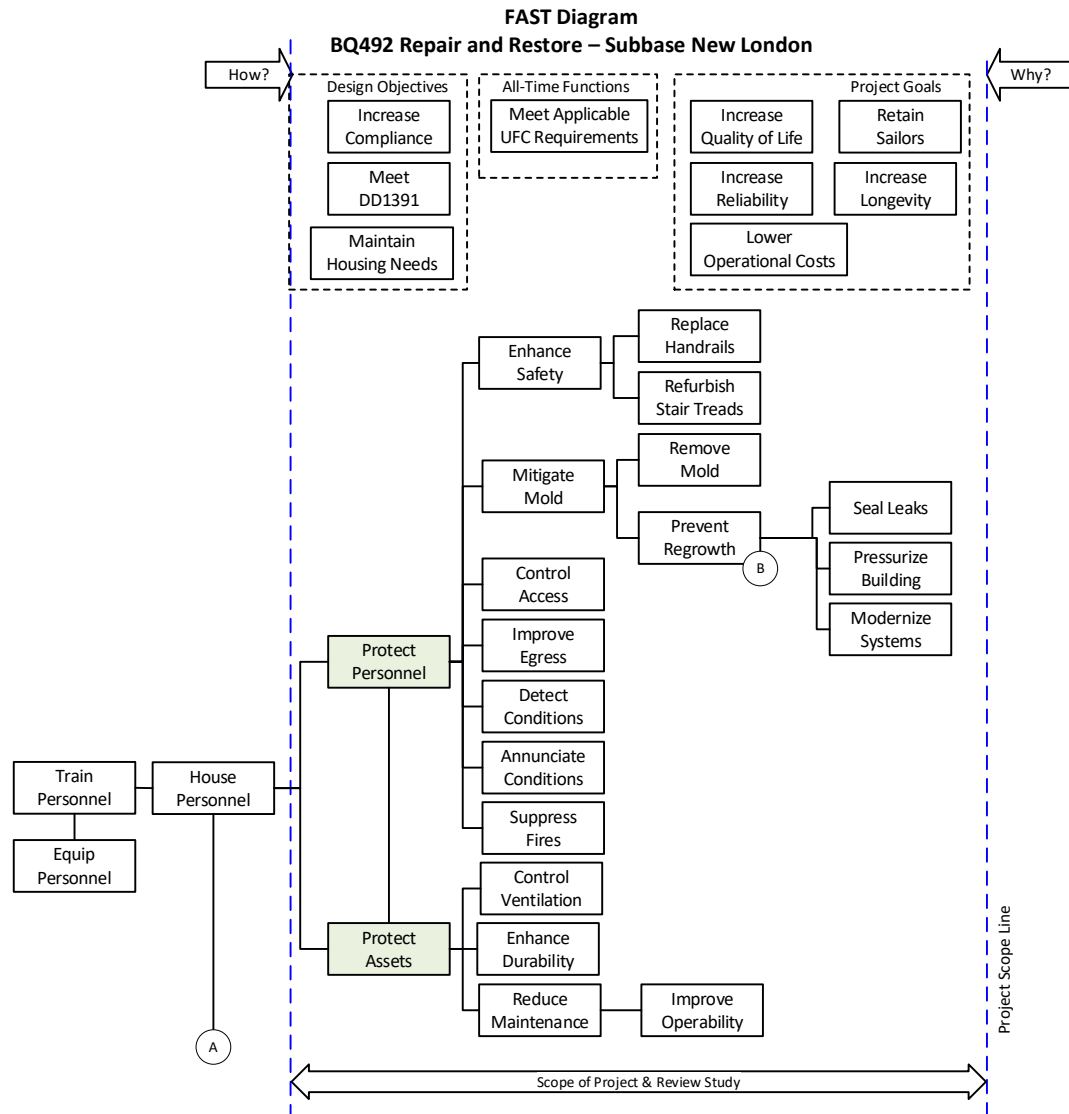 FAST Diagram
BQ492 Repair and Restore – Subbase New London
How?
Why?
Design Objectives
Increase
Compliance
Meet
DD1391
Maintain
Housing Needs
All-Time Functions
Meet Applicable
UFC Requirements
Project Goals
Increase
Quality of Life
Retain
Sailors
Increase
Reliability
Increase
Longevity
Lower
Operational Costs
Enhance
Safety
Replace
Handrails
Refurbish
Stair Treads
Mitigate
Mold
Remove
Mold
Prevent
Regrowth
B
Seal Leaks
Pressurize
Building
Modernize
Systems
Control
Access
Improve
Egress
Protect
Personnel
Detect
Conditions
Annunciate
Conditions
Suppress
Fires
Train
Personnel
House
Personnel
Equip
Personnel
Control
Ventilation
Protect
Assets
Enhance
Durability
Reduce
Maintenance
Improve
Operability
A
Project Scope Line
Scope of Project & Review Study